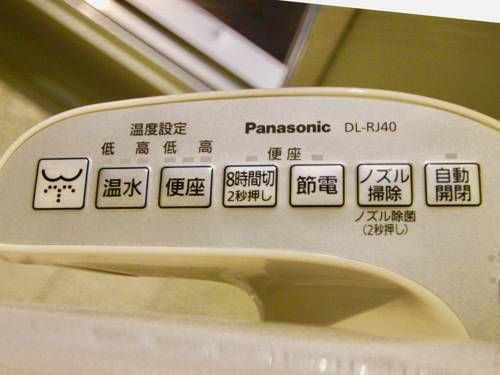 温度設定
Panasonic DL-RJ40
低 高 低 高
便座
温水
便座
8時間切
2秒押し
節電
ノズル
掃除
自動
開閉
ノズル除菌
(2秒押し)